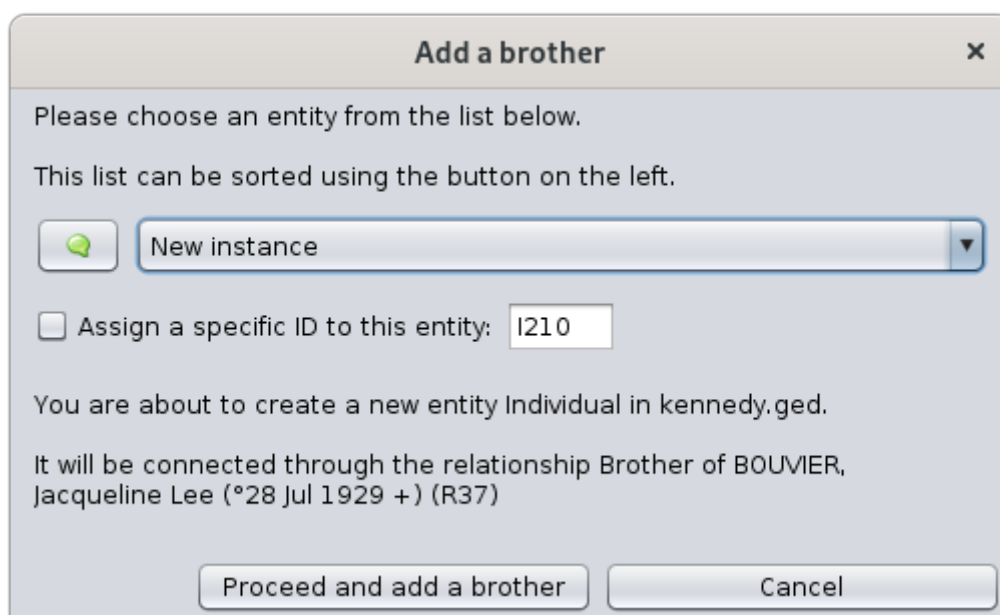 Add a brother
Please choose an entity from the list below.
This list can be sorted using the button on the left.
New instance
Assign a specific ID to this entity: I210
You are about to create a new entity Individual in kennedy.ged.
It will be connected through the relationship Brother of BOUVIER,
Jacqueline Lee (°28 Jul 1929 +) (R37)
Proceed and add a brother Cancel